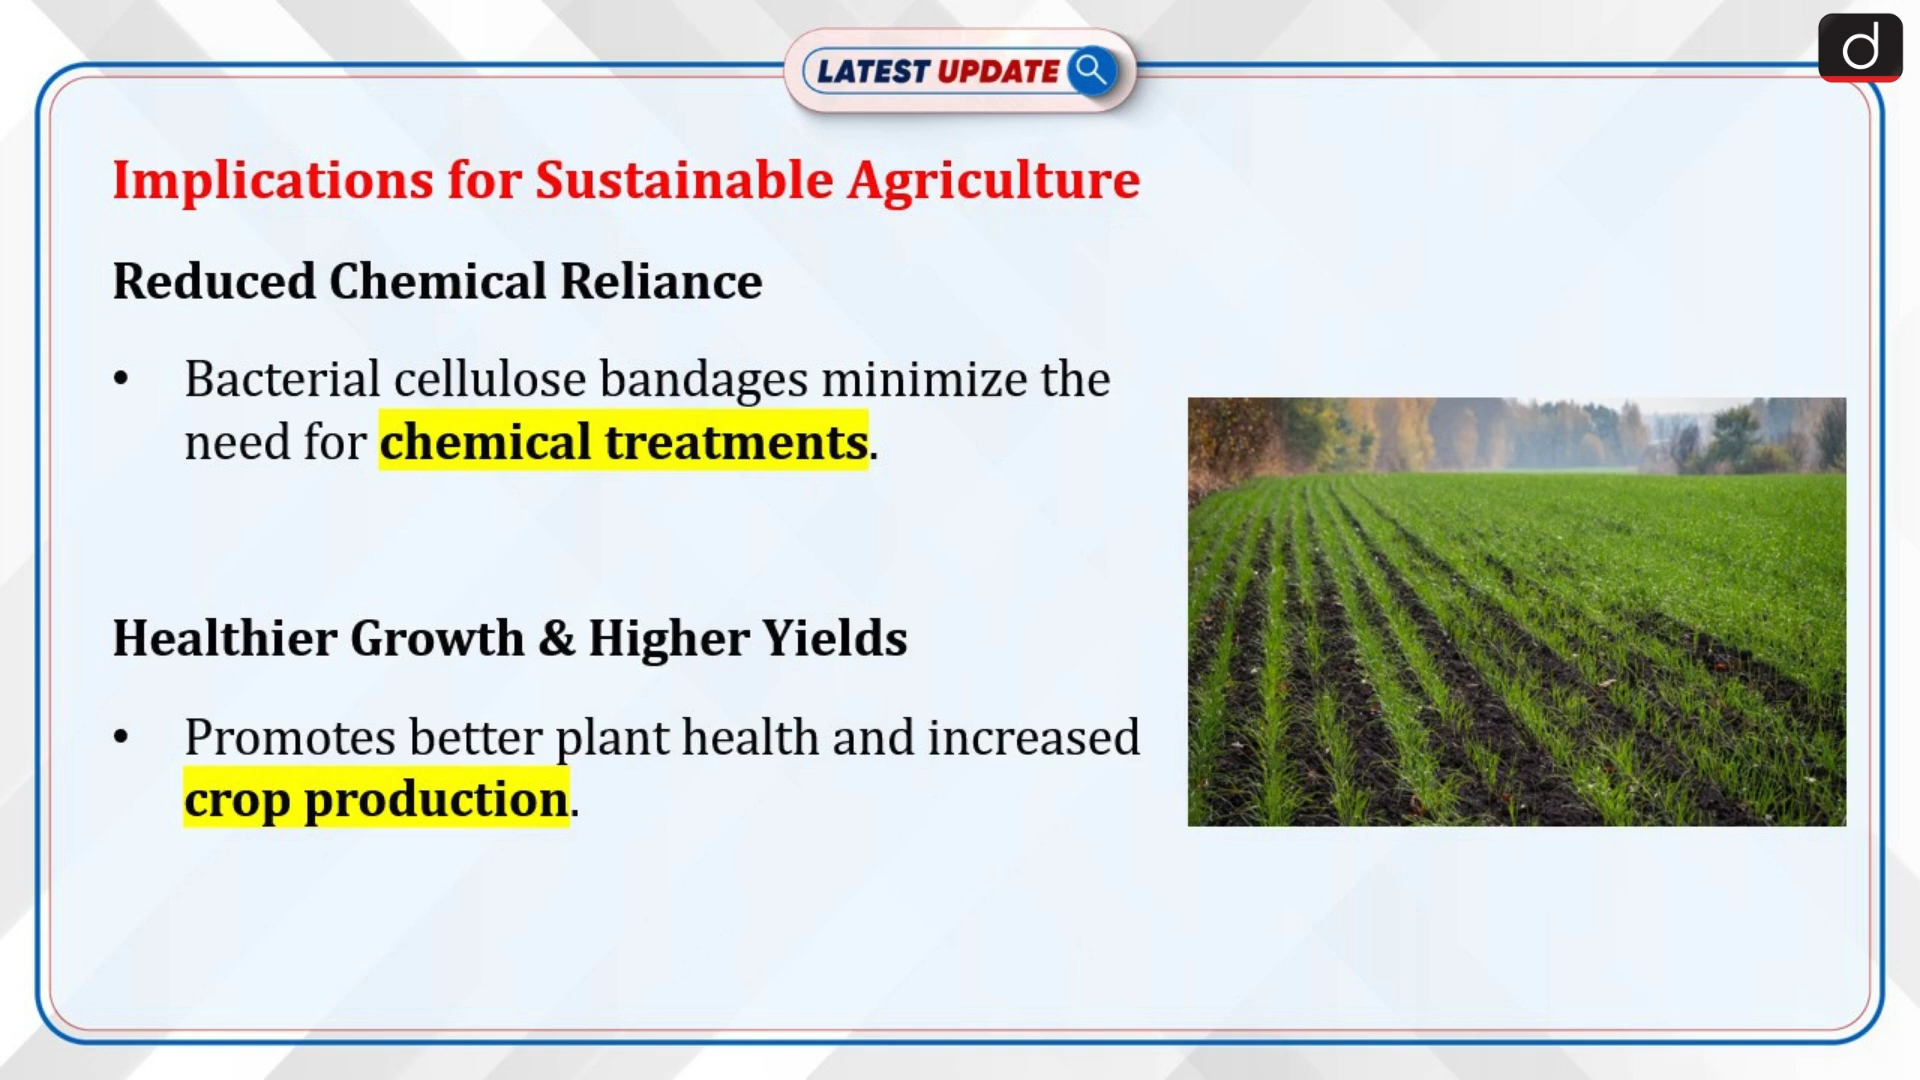 LATEST UPDATE
d
Implications for Sustainable Agriculture
Reduced Chemical Reliance
• Bacterial cellulose bandages minimize the
need for chemical treatments.
Healthier Growth & Higher Yields
• Promotes better plant health and increased
crop production.